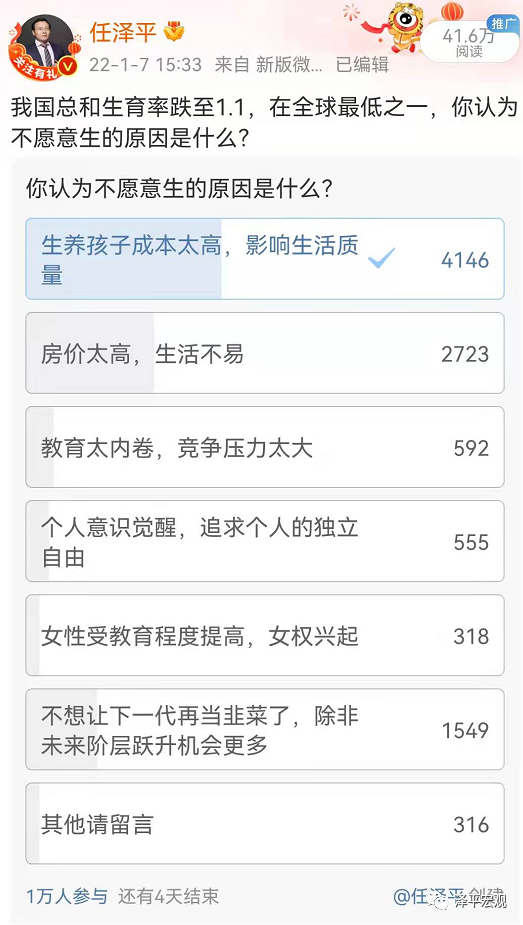 任泽平
推广
41.6万
阅读
关注有礼
22-1-7 15:33 来自 新版微... 已编辑
我国总和生育率跌至1.1，在全球最低之一，你认为
不愿意生的原因是什么？
你认为不愿意生的原因是什么？
生养孩子成本太高，影响生活质
量
4146
房价太高，生活不易
2723
教育太内卷，竞争压力太大
592
个人意识觉醒，追求个人的独立
自由
555
女性受教育程度提高，女权兴起
318
不想让下一代再当韭菜了，除非
未来阶层跃升机会更多
1549
其他请留言
316
1万人参与 还有4天结束
@任泽平 创建
泽平宏观